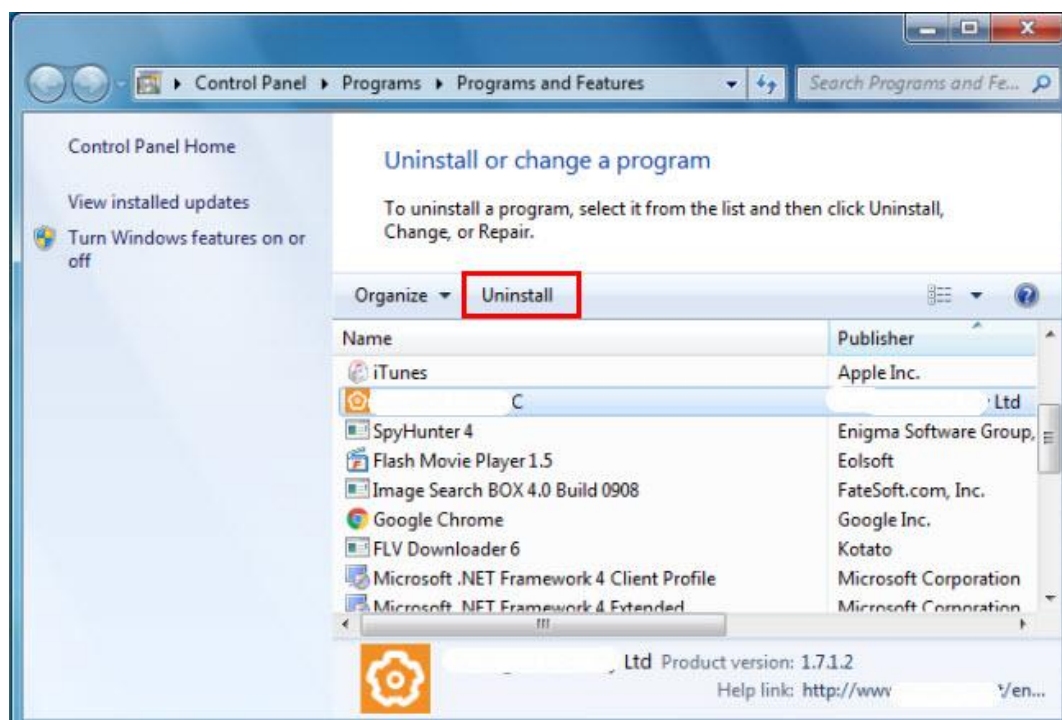 Control Panel Programs Programs and Features Search Programs and Fe...
Control Panel Home
View installed updates
Turn Windows features on or
off
Uninstall or change a program
To uninstall a program, select it from the list and then click Uninstall,
Change, or Repair.
Organize Uninstall
Name Publisher
iTunes Apple Inc.
C Ltd
SpyHunter 4 Enigma Software Group,
Flash Movie Player 1.5 Eolsoft
Image Search BOX 4.0 Build 0908 FateSoft.com, Inc.
Google Chrome Google Inc.
FLV Downloader 6 Kotato
Microsoft .NET Framework 4 Client Profile Microsoft Corporation
Microsoft .NET Framework 4 Extended Microsoft Corporation
Ltd Product version: 1.7.1.2
Help link: http://www t/en...